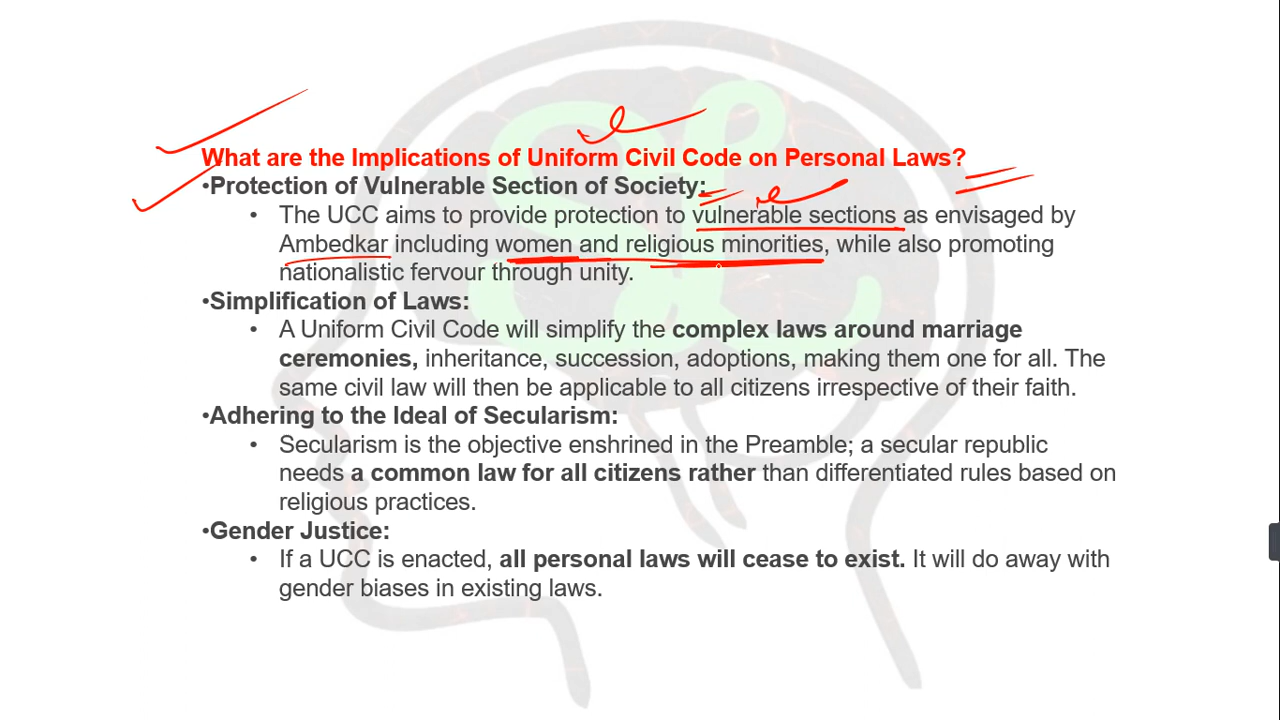 What are the Implications of Uniform Civil Code on Personal Laws?
•Protection of Vulnerable Section of Society:
• The UCC aims to provide protection to vulnerable sections as envisaged by
Ambedkar including women and religious minorities, while also promoting
nationalistic fervour through unity.
•Simplification of Laws:
• A Uniform Civil Code will simplify the complex laws around marriage
ceremonies, inheritance, succession, adoptions, making them one for all. The
same civil law will then be applicable to all citizens irrespective of their faith.
•Adhering to the Ideal of Secularism:
• Secularism is the objective enshrined in the Preamble; a secular republic
needs a common law for all citizens rather than differentiated rules based on
religious practices.
•Gender Justice:
• If a UCC is enacted, all personal laws will cease to exist. It will do away with
gender biases in existing laws.